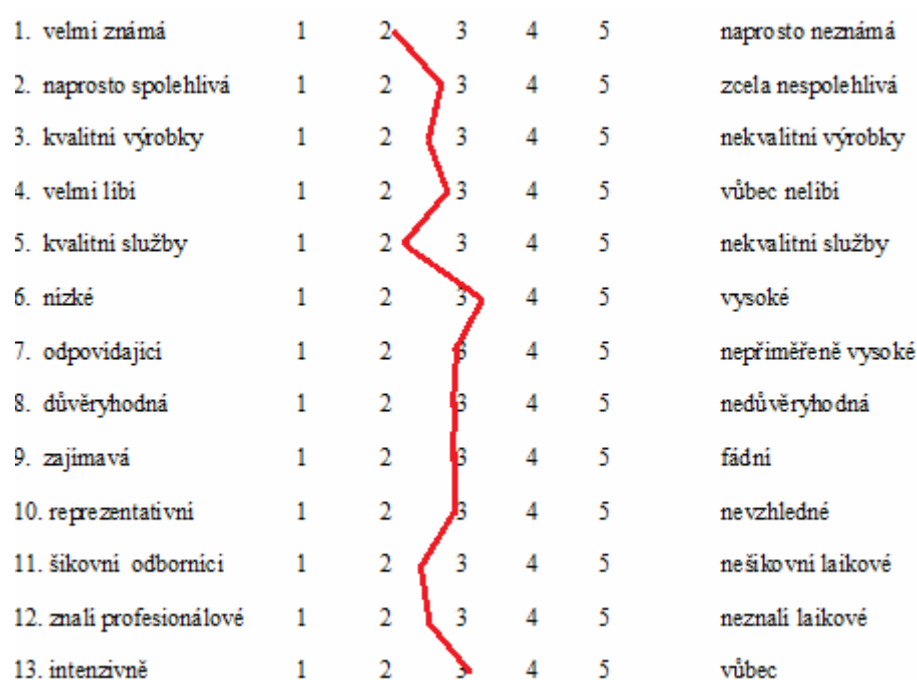 1. velmi známá 1 2 3 4 5 naprosto neznámá
2. naprosto spolehlivá 1 2 3 4 5 zcela nespolehlivá
3. kvalitní výrobky 1 2 3 4 5 nekvalitní výrobky
4. velmi líbí 1 2 3 4 5 vůbec nelíbí
5. kvalitní služby 1 2 3 4 5 nekvalitní služby
6. nízké 1 2 3 4 5 vysoké
7. odpovídající 1 2 3 4 5 nepřiměřeně vysoké
8. důvěryhodná 1 2 3 4 5 nedůvěryhodná
9. zajímavá 1 2 3 4 5 fádní
10. reprezentativní 1 2 3 4 5 nevzhledné
11. šikovní odborníci 1 2 3 4 5 nešikovní laikové
12. znalí profesionálové 1 2 3 4 5 neznalí laikové
13. intenzivně 1 2 3 4 5 vůbec